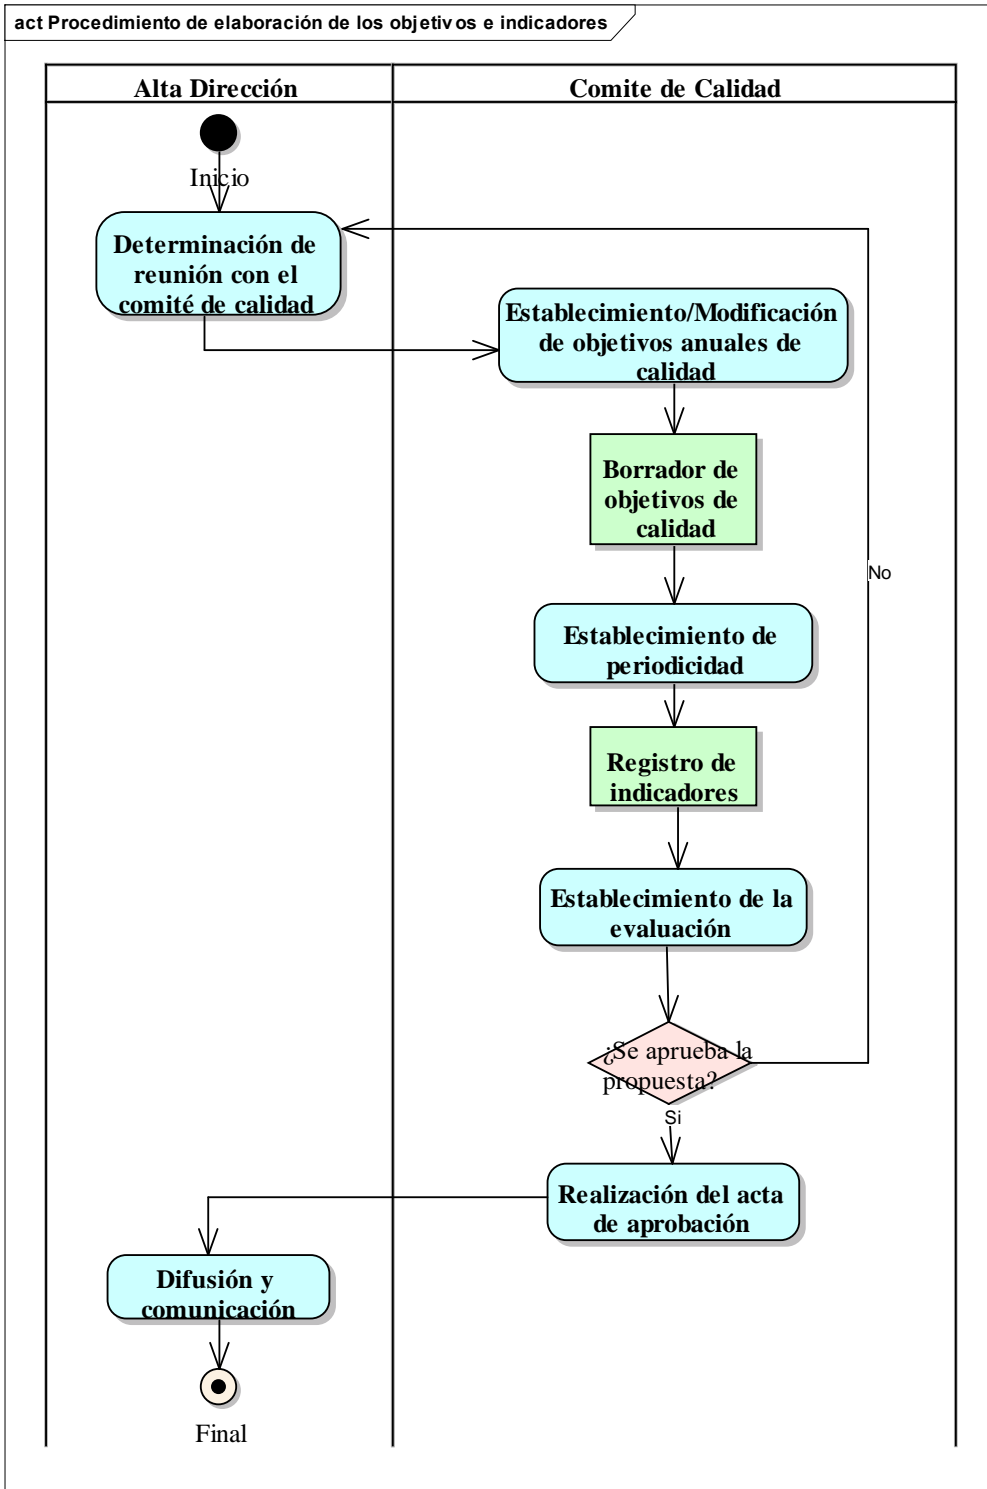 act Procedimiento de elaboración de los objetivos e indicadores
Alta Dirección
Comite de Calidad
Inicio
Determinación de
reunión con el
comité de calidad
Establecimiento/Modificación
de objetivos anuales de
calidad
Borrador de
objetivos de
calidad
No
Establecimiento de
periodicidad
Registro de
indicadores
Establecimiento de la
evaluación
¿Se aprueba la
propuesta?
Si
Realización del acta
de aprobación
Difusión y
comunicación
Final